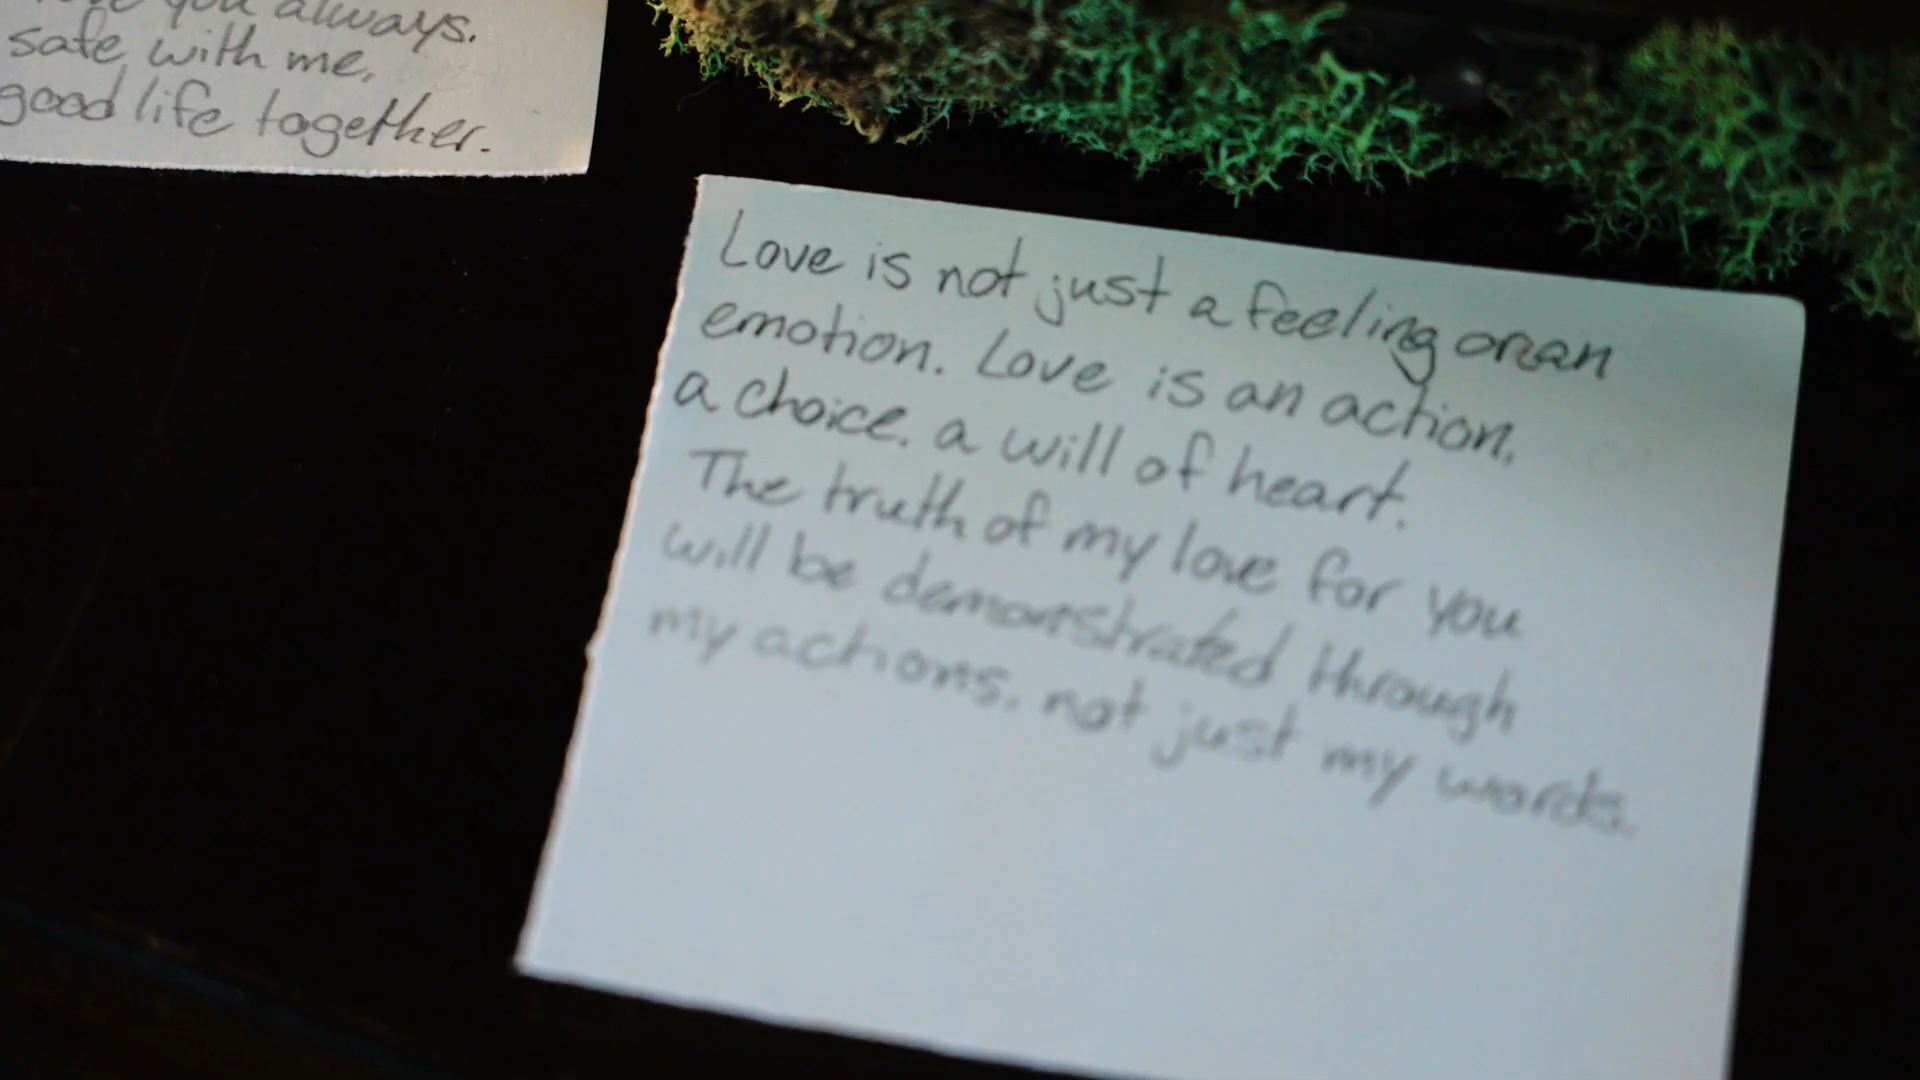 you always.
safe with me,
good life together.
Love is not just a feeling or an
emotion. Love is an action,
a choice, a will of heart.
The truth of my love for you
will be demonstrated through
my actions, not just my words.